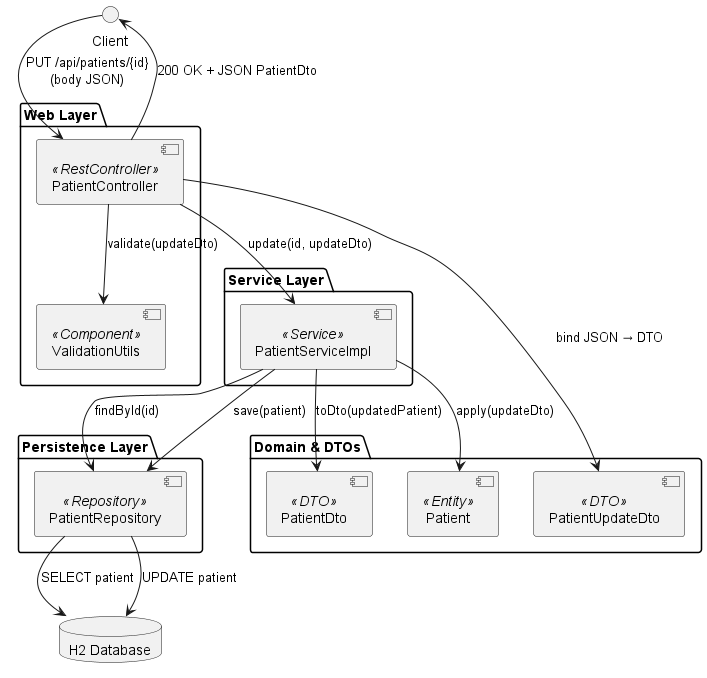 Client
PUT /api/patients/{id}
(body JSON)
200 OK + JSON PatientDto
Web Layer
«RestController»
PatientController
validate(updateDto)
update(id, updateDto)
Service Layer
«Component»
ValidationUtils
«Service»
PatientServiceImpl
bind JSON → DTO
findById(id)
save(patient)
toDto(updatedPatient)
apply(updateDto)
Persistence Layer
Domain & DTOs
«Repository»
PatientRepository
«DTO»
PatientDto
«Entity»
Patient
«DTO»
PatientUpdateDto
SELECT patient
UPDATE patient
H2 Database